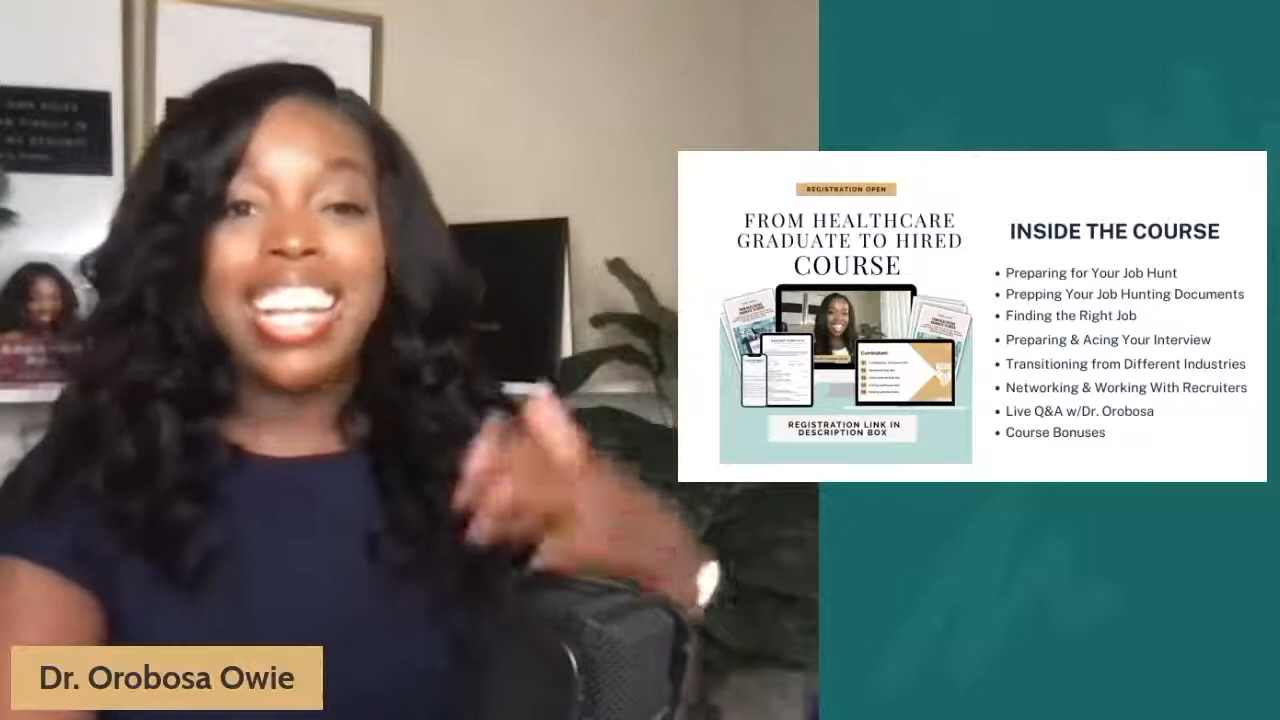 REGISTRATION OPEN
FROM HEALTHCARE
GRADUATE TO HIRED
COURSE
Curriculum:
REGISTRATION LINK IN
DESCRIPTION BOX
INSIDE THE COURSE
• Preparing for Your Job Hunt
• Prepping Your Job Hunting Documents
• Finding the Right Job
• Preparing & Acing Your Interview
• Transitioning from Different Industries
• Networking & Working With Recruiters
• Live Q&A w/Dr. Orobosa
• Course Bonuses
Dr. Orobosa Owie